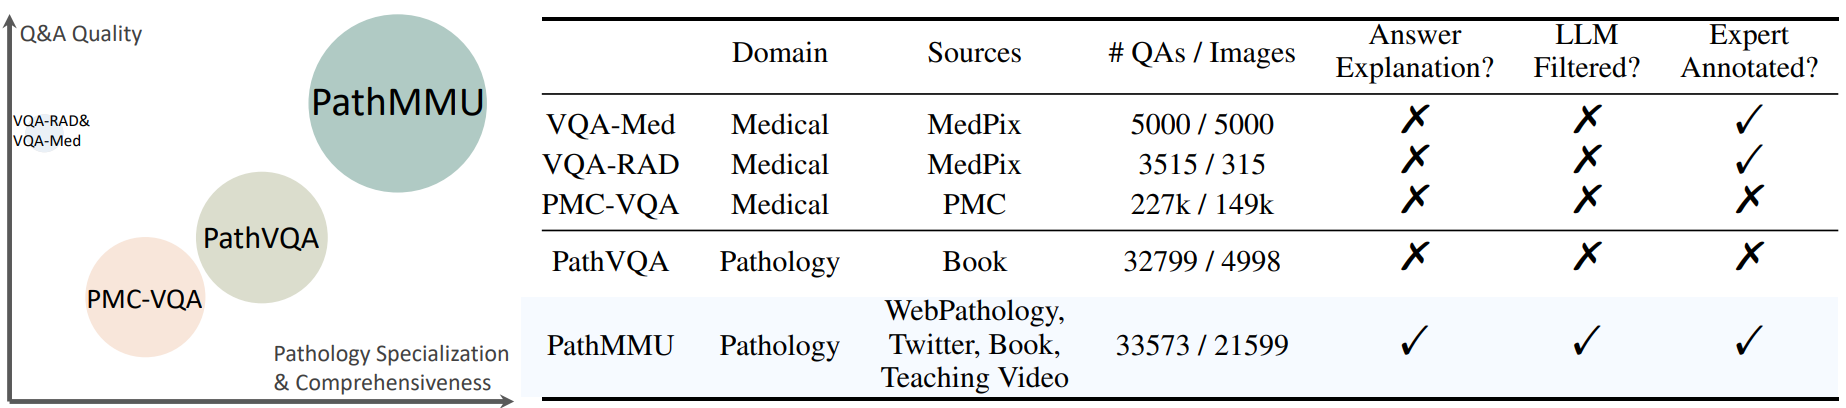 Q&A Quality
PathMMU
VQA-RAD&
VQA-Med
PathVQA
PMC-VQA
Pathology Specialization
& Comprehensiveness
Domain Sources # QAs / Images Answer Explanation? LLM Filtered? Expert Annotated?
VQA-Med Medical MedPix 5000 / 5000 ✗ ✗ ✓
VQA-RAD Medical MedPix 3515 / 315 ✗ ✗ ✓
PMC-VQA Medical PMC 227k / 149k ✗ ✗ ✗
PathVQA Pathology Book 32799 / 4998 ✗ ✗ ✗
PathMMU Pathology WebPathology, Twitter, Book, Teaching Video 33573 / 21599 ✓ ✓ ✓